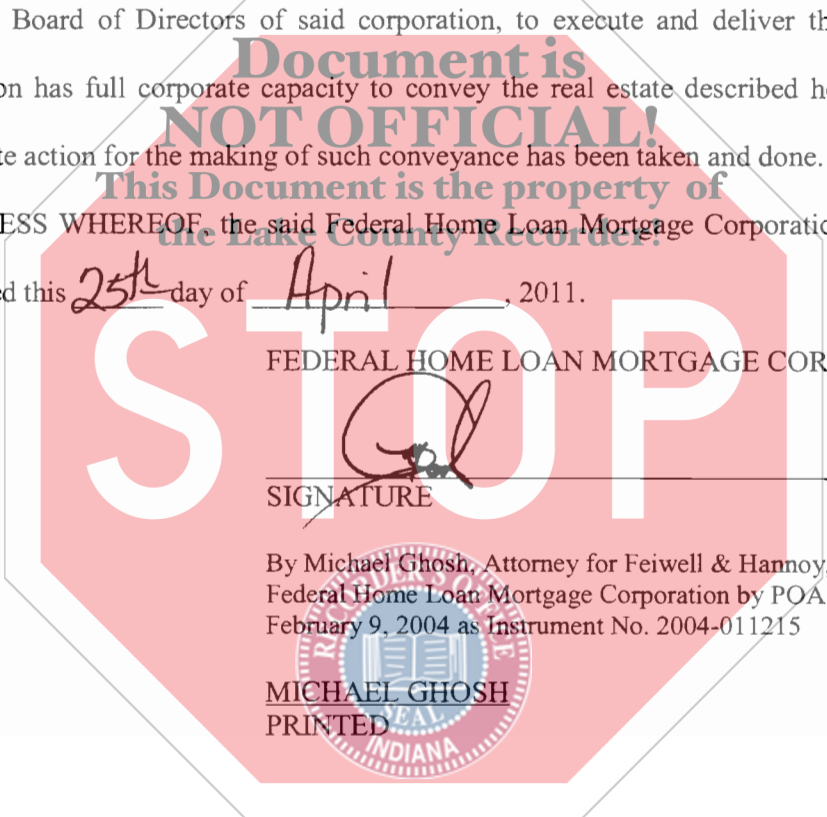 Board of Directors of said corporation, to execute and deliver th
Document is
on has full corporate capacity to convey the real estate described he
NOT OFFICIAL!
te action for the making of such conveyance has been taken and done.
This Document is the property of
ESS WHEREOF, the said Federal Home Loan Mortgage Corporatio
the Lake County Recorder!
ed this 25th day of April, 2011.
STOP
FEDERAL HOME LOAN MORTGAGE COR
SIGNATURE
By Michael Ghosh, Attorney for Feiwell & Hannoy,
Federal Home Loan Mortgage Corporation by POA
February 9, 2004 as Instrument No. 2004-011215
RECORDER'S OFFICE
MICHAEL GHOSH
SEAL
PRINTED
INDIANA